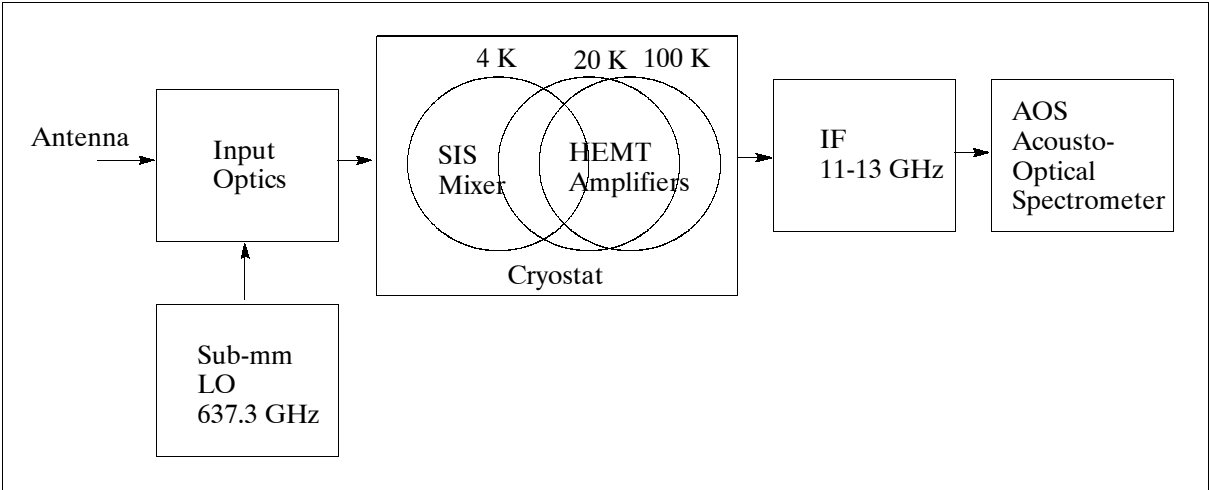 Antenna
Input
Optics
Sub-mm
LO
637.3 GHz
4 K
20 K
100 K
SIS
Mixer
HEMT
Amplifiers
Cryostat
IF
11-13 GHz
AOS
Acousto-
Optical
Spectrometer